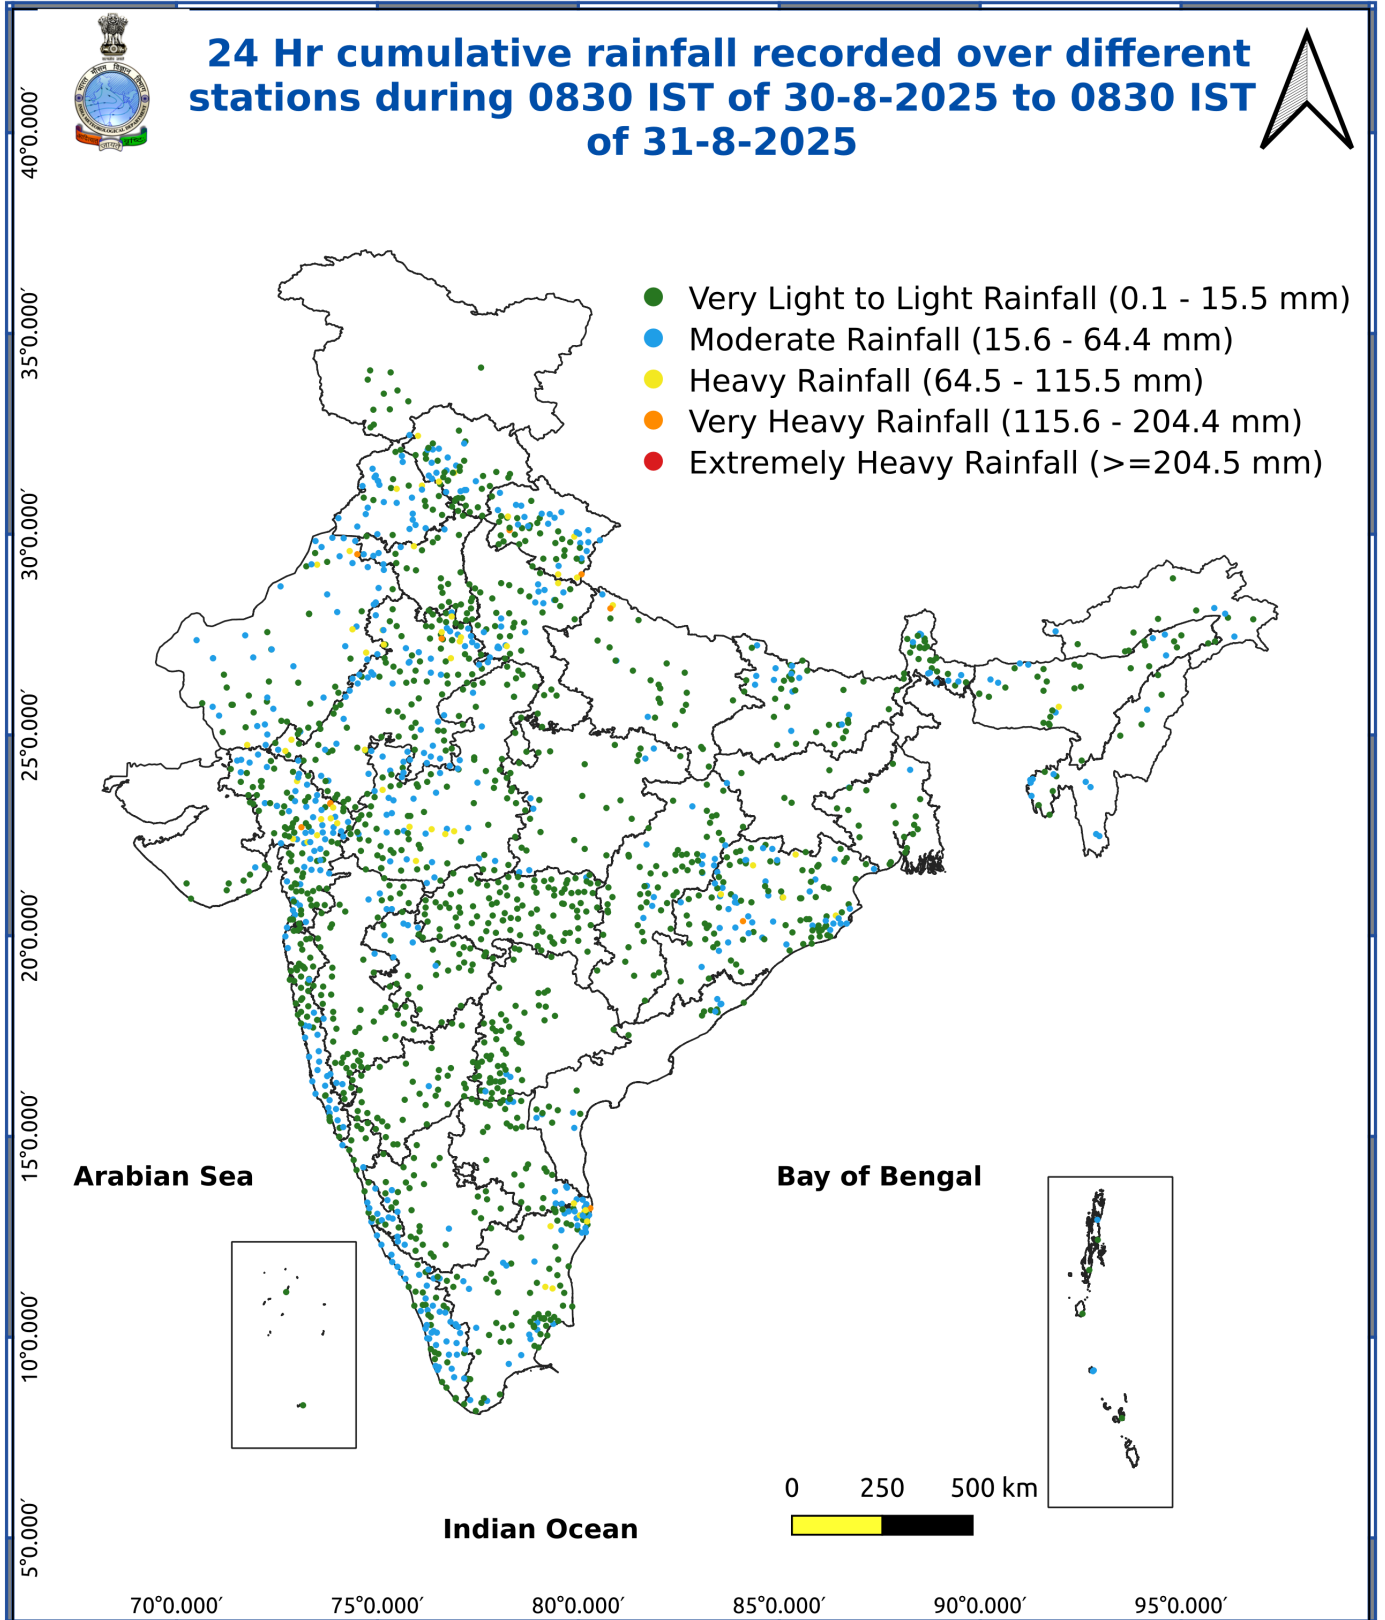 24 Hr cumulative rainfall recorded over different
stations during 0830 IST of 30-8-2025 to 0830 IST
of 31-8-2025
Very Light to Light Rainfall (0.1 - 15.5 mm)
Moderate Rainfall (15.6 - 64.4 mm)
Heavy Rainfall (64.5 - 115.5 mm)
Very Heavy Rainfall (115.6 - 204.4 mm)
Extremely Heavy Rainfall (>=204.5 mm)
40°0.000′
35°0.000′
30°0.000′
25°0.000′
20°0.000′
15°0.000′
10°0.000′
5°0.000′
Arabian Sea
Bay of Bengal
Indian Ocean
0 250 500 km
70°0.000′ 75°0.000′ 80°0.000′ 85°0.000′ 90°0.000′ 95°0.000′